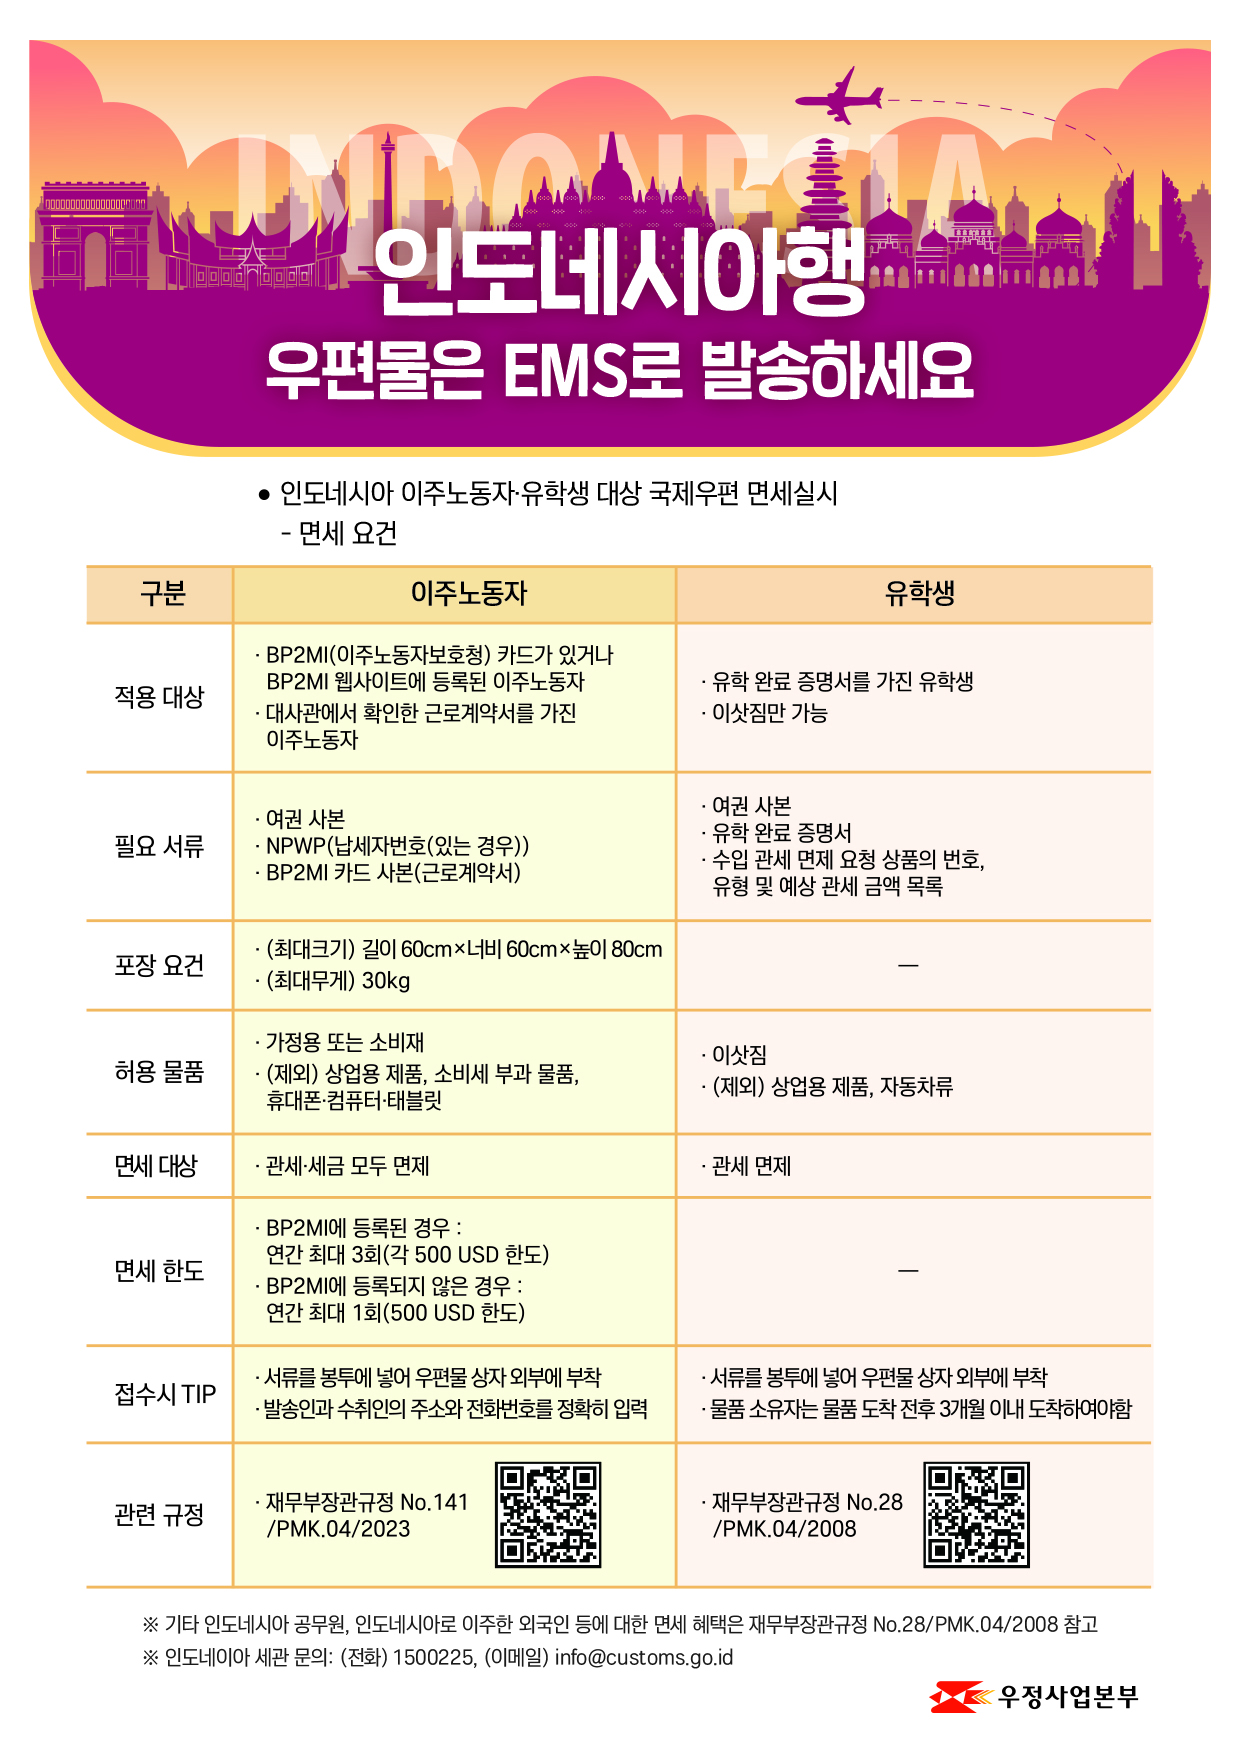 INDONESIA
인도네시아행
우편물은 EMS로 발송하세요
● 인도네시아 이주노동자·유학생 대상 국제우편 면세실시
- 면세 요건
구분
이주노동자
유학생
적용 대상
· BP2MI(이주노동자보호청) 카드가 있거나
BP2MI 웹사이트에 등록된 이주노동자
· 대사관에서 확인한 근로계약서를 가진
이주노동자
· 유학 완료 증명서를 가진 유학생
· 이삿짐만 가능
필요 서류
· 여권 사본
· NPWP(납세자번호(있는 경우))
· BP2MI 카드 사본(근로계약서)
· 여권 사본
· 유학 완료 증명서
· 수입 관세 면제 요청 상품의 번호,
유형 및 예상 관세 금액 목록
포장 요건
· (최대크기) 길이 60cm×너비 60cm×높이 80cm
· (최대무게) 30kg
—
허용 물품
· 가정용 또는 소비재
· (제외) 상업용 제품, 소비세 부과 물품,
휴대폰·컴퓨터·태블릿
· 이삿짐
· (제외) 상업용 제품, 자동차류
면세 대상
· 관세·세금 모두 면제
· 관세 면제
면세 한도
· BP2MI에 등록된 경우 :
연간 최대 3회(각 500 USD 한도)
· BP2MI에 등록되지 않은 경우 :
연간 최대 1회(500 USD 한도)
—
접수시 TIP
· 서류를 봉투에 넣어 우편물 상자 외부에 부착
· 발송인과 수취인의 주소와 전화번호를 정확히 입력
· 서류를 봉투에 넣어 우편물 상자 외부에 부착
· 물품 소유자는 물품 도착 전후 3개월 이내 도착하여야함
관련 규정
· 재무부장관규정 No.141
/PMK.04/2023
· 재무부장관규정 No.28
/PMK.04/2008
※ 기타 인도네시아 공무원, 인도네시아로 이주한 외국인 등에 대한 면세 혜택은 재무부장관규정 No.28/PMK.04/2008 참고
※ 인도네이아 세관 문의: (전화) 1500225, (이메일) info@customs.go.id
우정사업본부